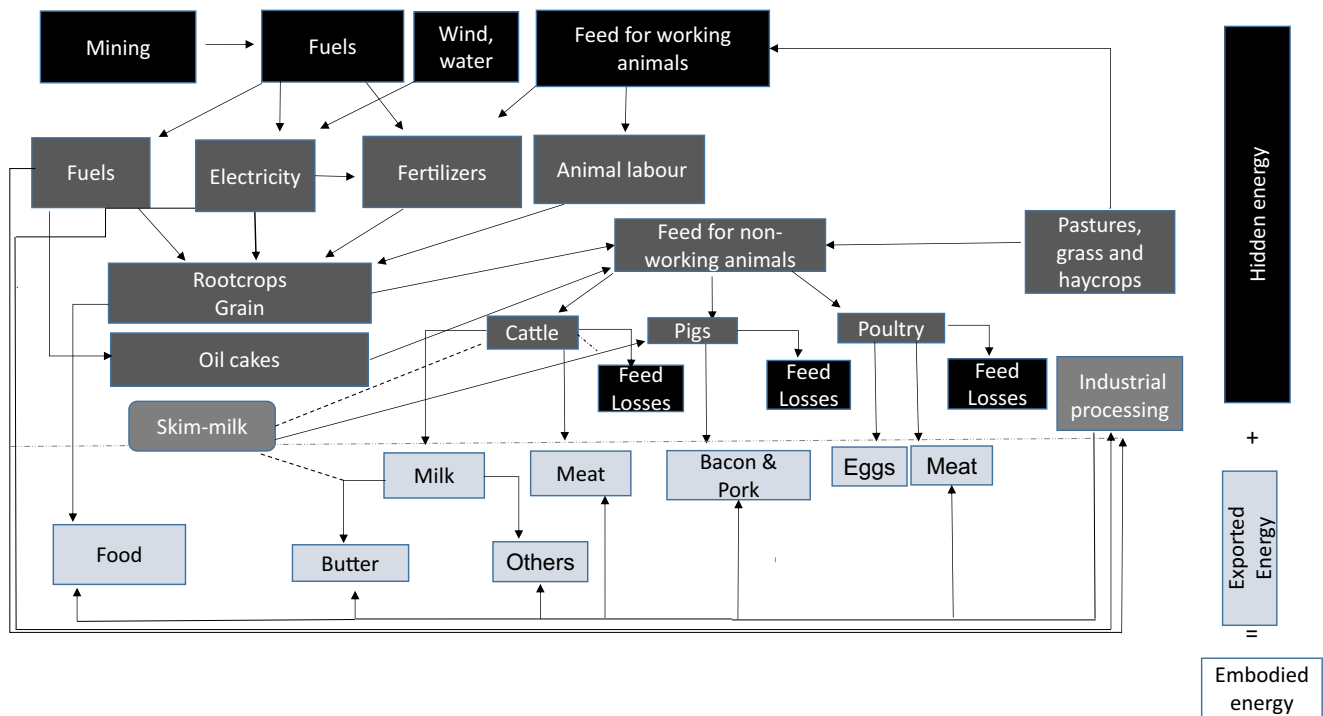 Mining
Fuels
Wind,
water
Feed for working
animals
Fuels
Electricity
Fertilizers
Animal labour
Feed for non-
working animals
Pastures,
grass and
haycrops
Rootcrops
Grain
Oil cakes
Cattle
Pigs
Poultry
Feed
Losses
Feed
Losses
Feed
Losses
Industrial
processing
Skim-milk
Milk
Meat
Bacon &
Pork
Eggs
Meat
Food
Butter
Others
Hidden energy
+
Exported
Energy
=
Embodied
energy